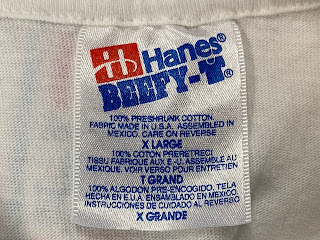 Hanes®
BEEFY-T®
100% PRESHRUNK COTTON.
FABRIC MADE IN U.S.A. ASSEMBLED IN
MEXICO. CARE ON REVERSE
X LARGE
100% COTON PRERETRECI
TISSU FABRIQUE AUX E-U. ASSEMBLE AU
MEXIQUE. VOIR VERSO POUR ENTRETIEN
T GRAND
100% ALGODON PRE-ENCOGIDO. TELA
HECHA EN E.U.A. ENSAMBLADO EN MEXICO.
INSTRUCCIONES DE CUIDADO AL REVERSO
X GRANDE